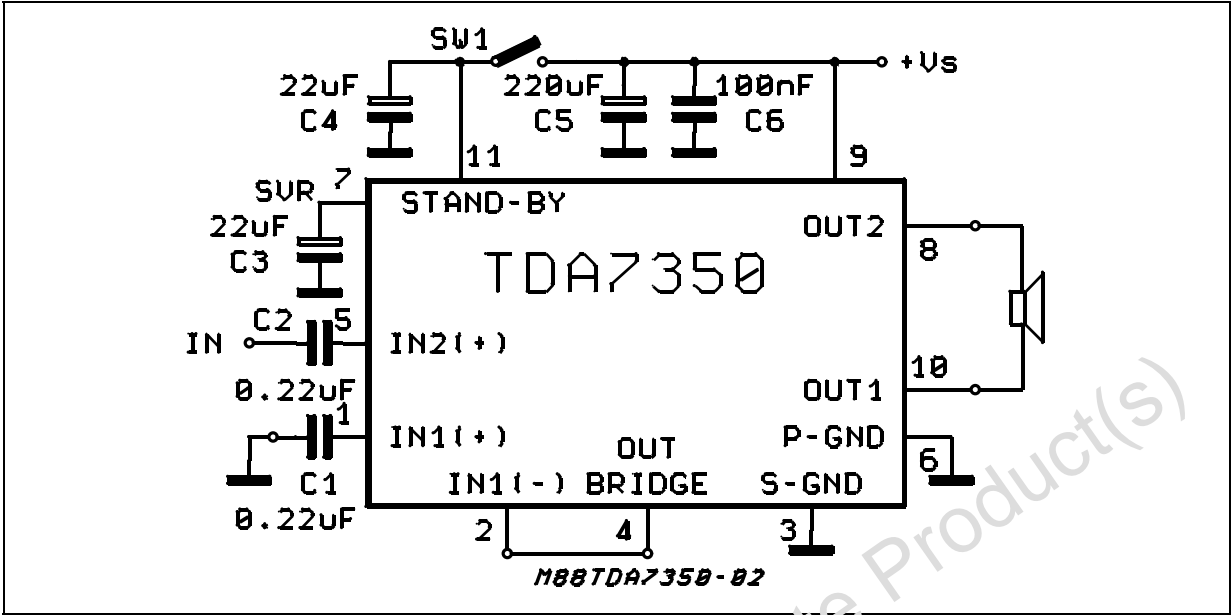 SW1
+Vs
22uF
C4
220uF
C5
100nF
C6
11
9
SVR
7
STAND-BY
22uF
C3
OUT2
8
TDA7350
C2
5
IN
IN2(+)
0.22uF
10
OUT1
1
IN1(+)
OUT
BRIDGE
P-GND
6
C1
0.22uF
IN1(-)
S-GND
2
4
3
M88TDA7350-02
Product(s)